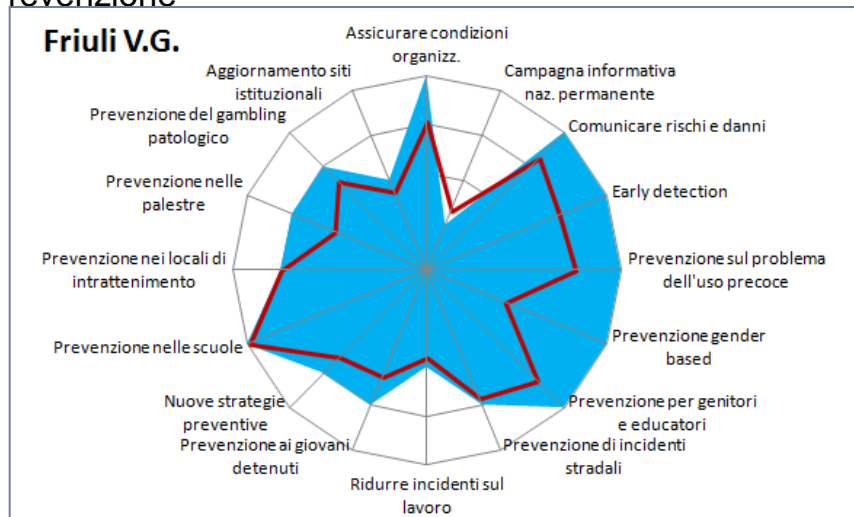 revenzione
Friuli V.G.
Assicurare condizioni
organizz.
Campagna informativa
naz. permanente
Comunicare rischi e danni
Early detection
Prevenzione sul problema
dell'uso precoce
Prevenzione gender
based
Prevenzione per genitori
e educatori
Prevenzione di incidenti
stradali
Ridurre incidenti sul
lavoro
Prevenzione ai giovani
detenuti
Nuove strategie
preventive
Prevenzione nelle scuole
Prevenzione nei locali di
intrattenimento
Prevenzione nelle
palestre
Prevenzione del gambling
patologico
Aggiornamento siti
istituzionali